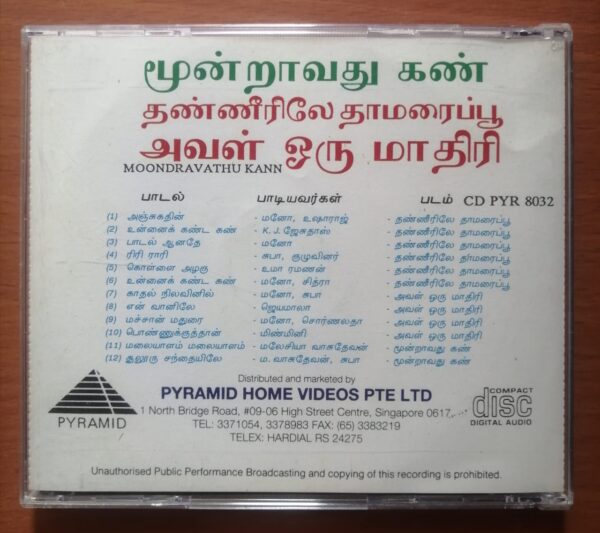 மூன்றாவது கண்
தண்ணீரிலே தாமரைப்பூ
அவள் ஒரு மாதிரி
MOONDRAVATHU KANN
பாடல் பாடியவர்கள் படம் CD PYR 8032
(1) அஞ்சுகதின் - மனோ, உஷாராஜ் - தண்ணீரிலே தாமரைப்பூ
(2) உன்னைக் கண்ட கண் - K.J. ஜேசுதாஸ் - தண்ணீரிலே தாமரைப்பூ
(3) பாடல் ஆனதே - மனோ - தண்ணீரிலே தாமரைப்பூ
(4) ரிரி ராரி - சுபா, குழுவினர் - தண்ணீரிலே தாமரைப்பூ
(5) கொள்ளை அழகு - உமா ரமணன் - தண்ணீரிலே தாமரைப்பூ
(6) உன்னைக் கண்ட கண் - மனோ, சித்ரா - தண்ணீரிலே தாமரைப்பூ
(7) காதல் நிலவினில் - மனோ, சுபா - அவள் ஒரு மாதிரி
(8) என் வானிலே - ஜெயமாலா - அவள் ஒரு மாதிரி
(9) மச்சான் மதுரை - மனோ, சொர்ணலதா - அவள் ஒரு மாதிரி
(10) பொண்ணுக்குத்தான் - மின்மினி - அவள் ஒரு மாதிரி
(11) மலையாளம் மலையாளம் - மலேசியா வாசுதேவன் - மூன்றாவது கண்
(12) சூலூரு சந்தையிலே - ம. வாசுதேவன், சுபா - மூன்றாவது கண்
Distributed and marketed by
PYRAMID HOME VIDEOS PTE LTD
1 North Bridge Road, #09-06 High Street Centre, Singapore 0617
TEL: 3371054, 3378983 FAX: (65) 3383219
TELEX: HARDIAL RS 24275
PYRAMID
COMPACT
disc
DIGITAL AUDIO
Unauthorised Public Performance Broadcasting and copying of this recording is prohibited.